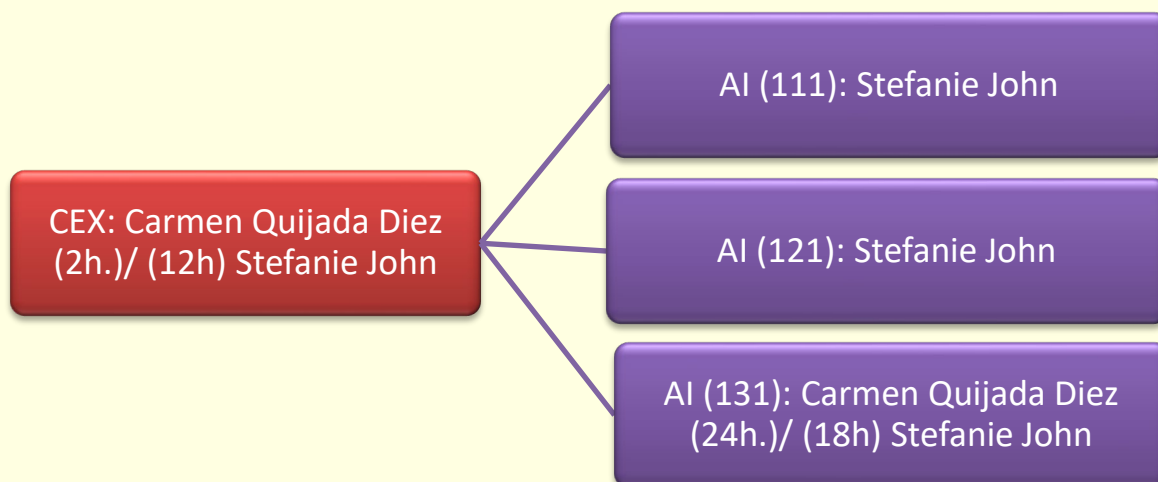 AI (111): Stefanie John
CEX: Carmen Quijada Diez
(2h.)/ (12h) Stefanie John
AI (121): Stefanie John
AI (131): Carmen Quijada Diez
(24h.)/ (18h) Stefanie John